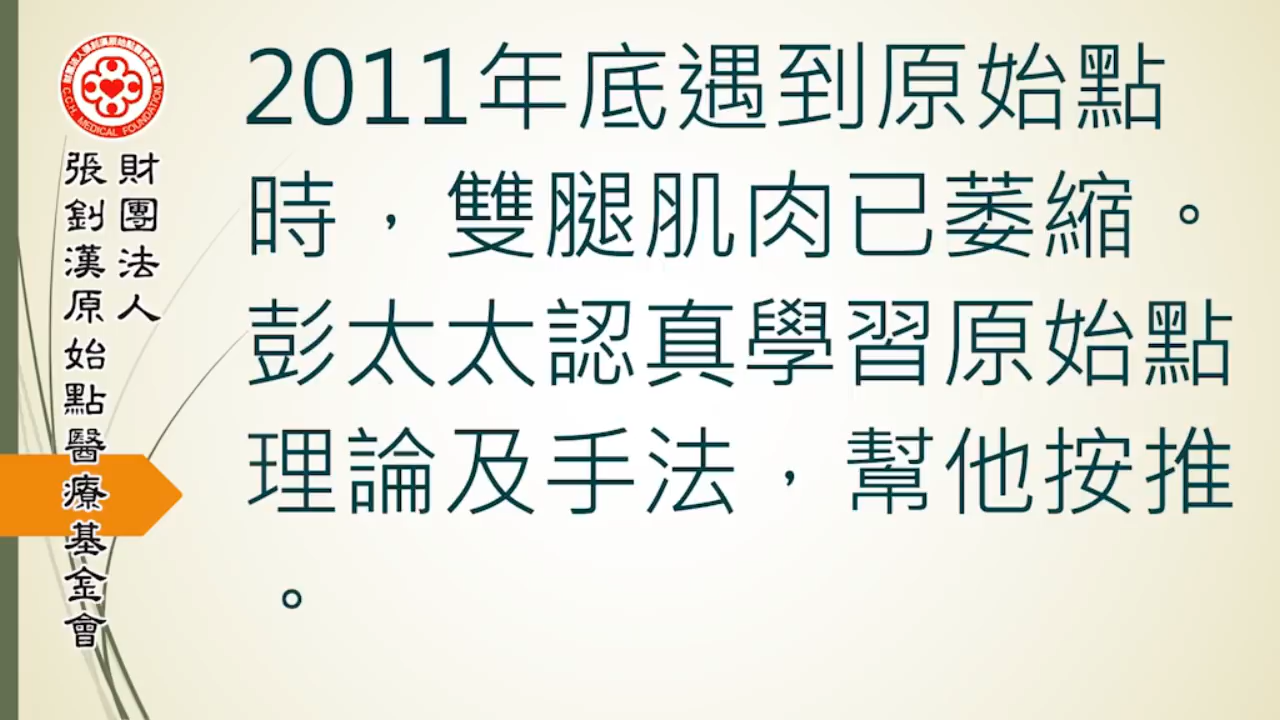 2011年底遇到原始點
時，雙腿肌肉已萎縮。
彭太太認真學習原始點
理論及手法，幫他按推
。
財團法人
張釗漢原始點醫療基金會
C.C.H. MEDICAL FOUNDATION